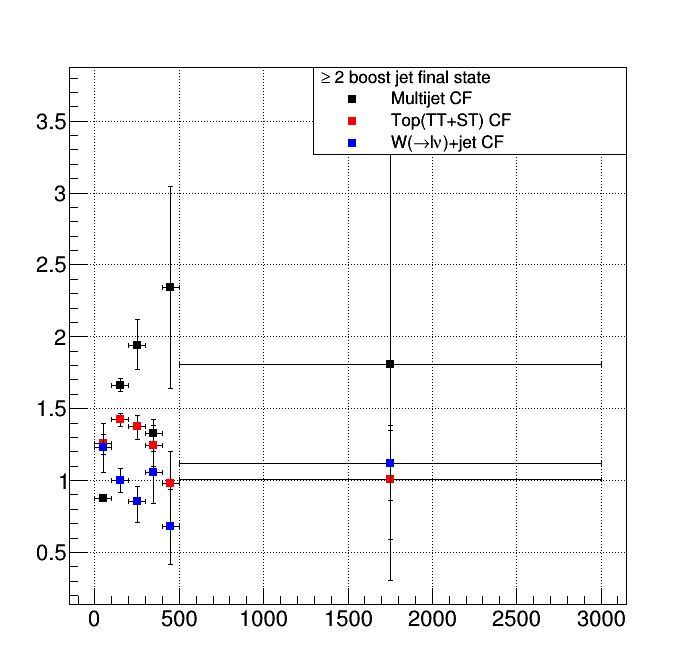 ≥ 2 boost jet final state
Multijet CF
Top(TT+ST) CF
W(→lν)+jet CF
3.5
3
2.5
2
1.5
1
0.5
0 500 1000 1500 2000 2500 3000